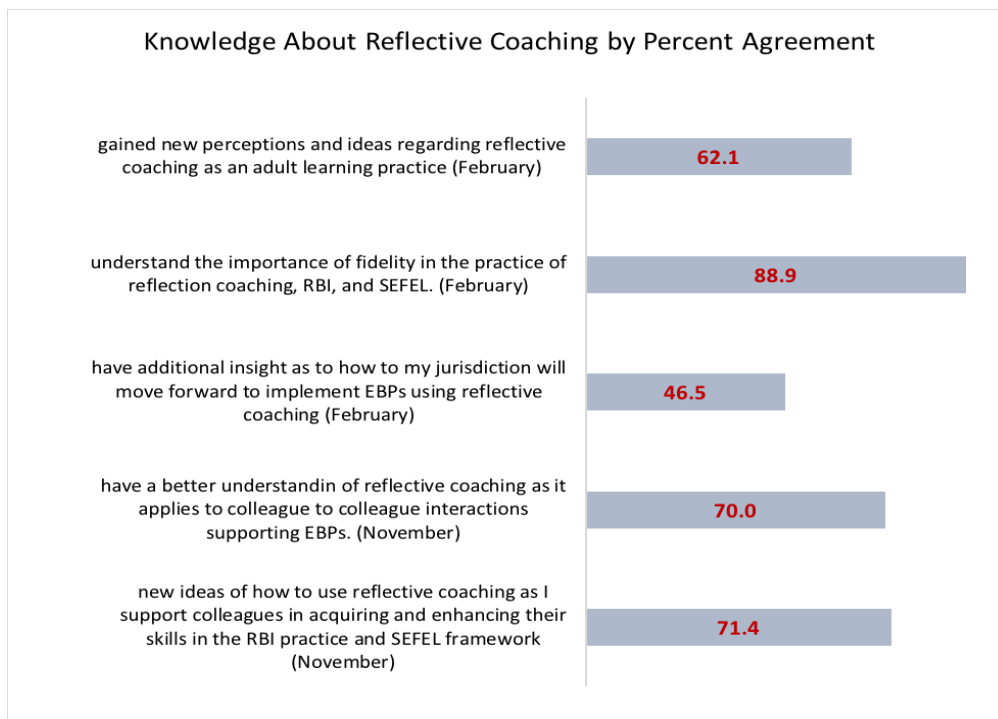 Knowledge About Reflective Coaching by Percent Agreement
gained new perceptions and ideas regarding reflective
coaching as an adult learning practice (February)
62.1
understand the importance of fidelity in the practice of
reflection coaching, RBI, and SEFEL. (February)
88.9
have additional insight as to how to my jurisdiction will
move forward to implement EBPs using reflective
coaching (February)
46.5
have a better understandin of reflective coaching as it
applies to colleague to colleague interactions
supporting EBPs. (November)
70.0
new ideas of how to use reflective coaching as I
support colleagues in acquiring and enhancing their
skills in the RBI practice and SEFEL framework
(November)
71.4